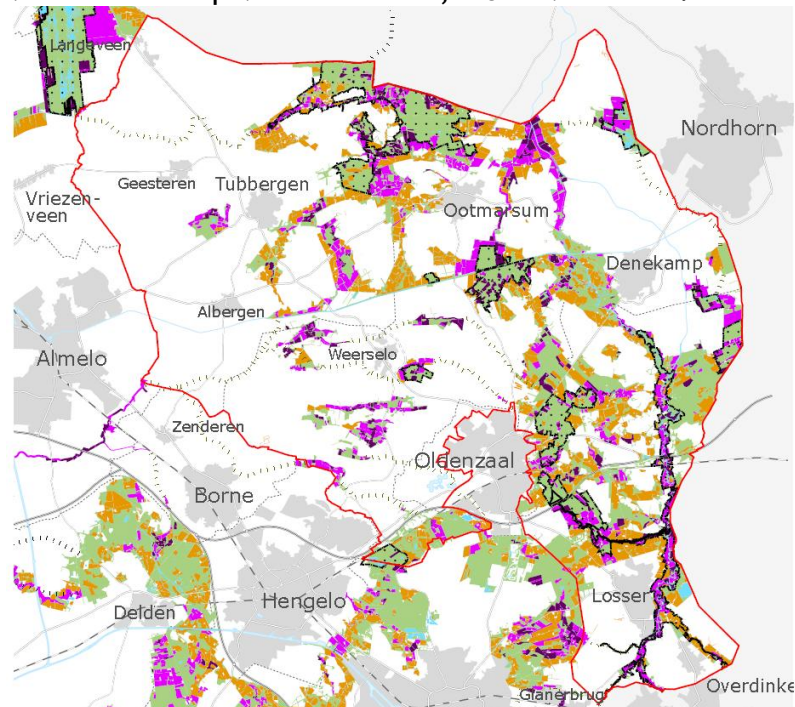 Langeveen
Nordhorn
Geesteren
Tubbergen
Vriezen-
veen
Ootmarsum
Denekamp
Albergen
Almelo
Weerselo
Zenderen
Oldenzaal
Borne
Losser
Hengelo
Delden
Glanerbrug
Overdinke